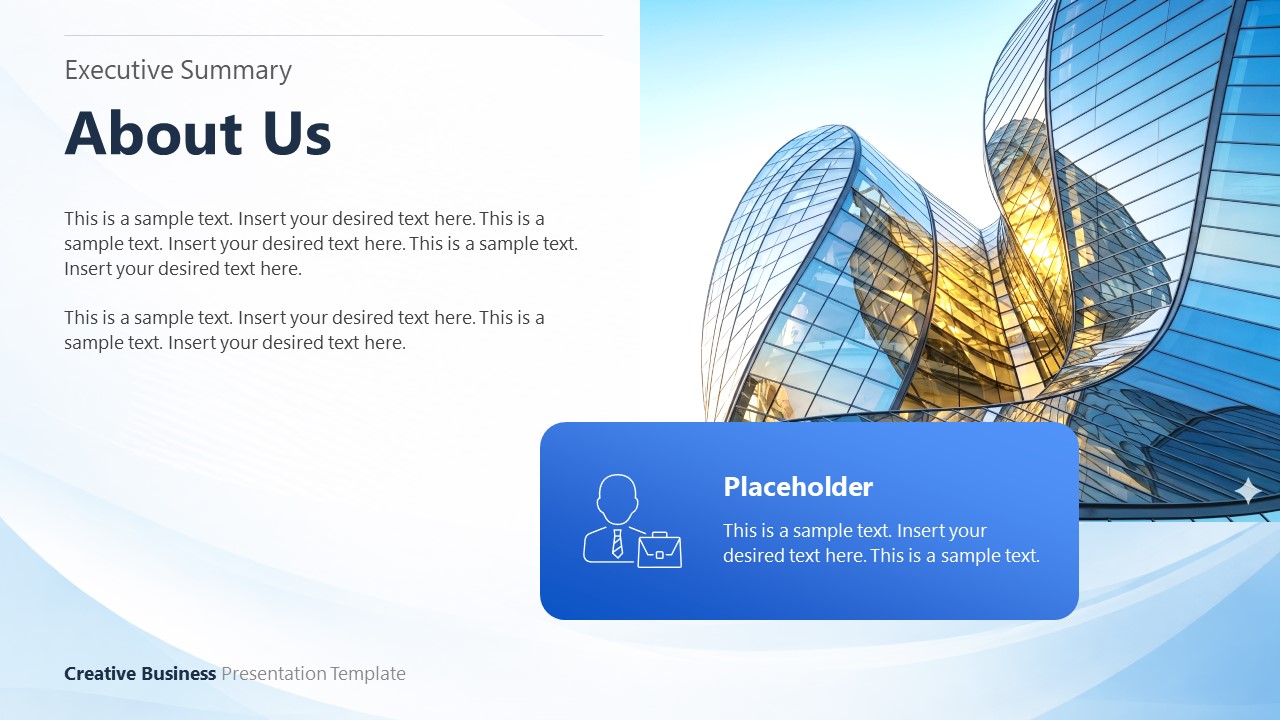 Executive Summary
About Us
This is a sample text. Insert your desired text here. This is a
sample text. Insert your desired text here. This is a sample text.
Insert your desired text here.
This is a sample text. Insert your desired text here. This is a
sample text. Insert your desired text here.
Placeholder
This is a sample text. Insert your
desired text here. This is a sample text.
Creative Business Presentation Template